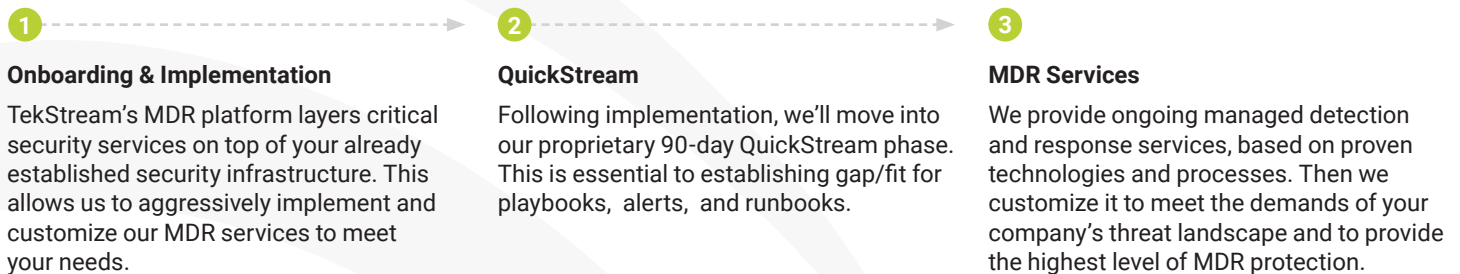 1
Onboarding & Implementation
TekStream’s MDR platform layers critical
security services on top of your already
established security infrastructure. This
allows us to aggressively implement and
customize our MDR services to meet
your needs.
2
QuickStream
Following implementation, we’ll move into
our proprietary 90-day QuickStream phase.
This is essential to establishing gap/fit for
playbooks, alerts, and runbooks.
3
MDR Services
We provide ongoing managed detection
and response services, based on proven
technologies and processes. Then we
customize it to meet the demands of your
company’s threat landscape and to provide
the highest level of MDR protection.